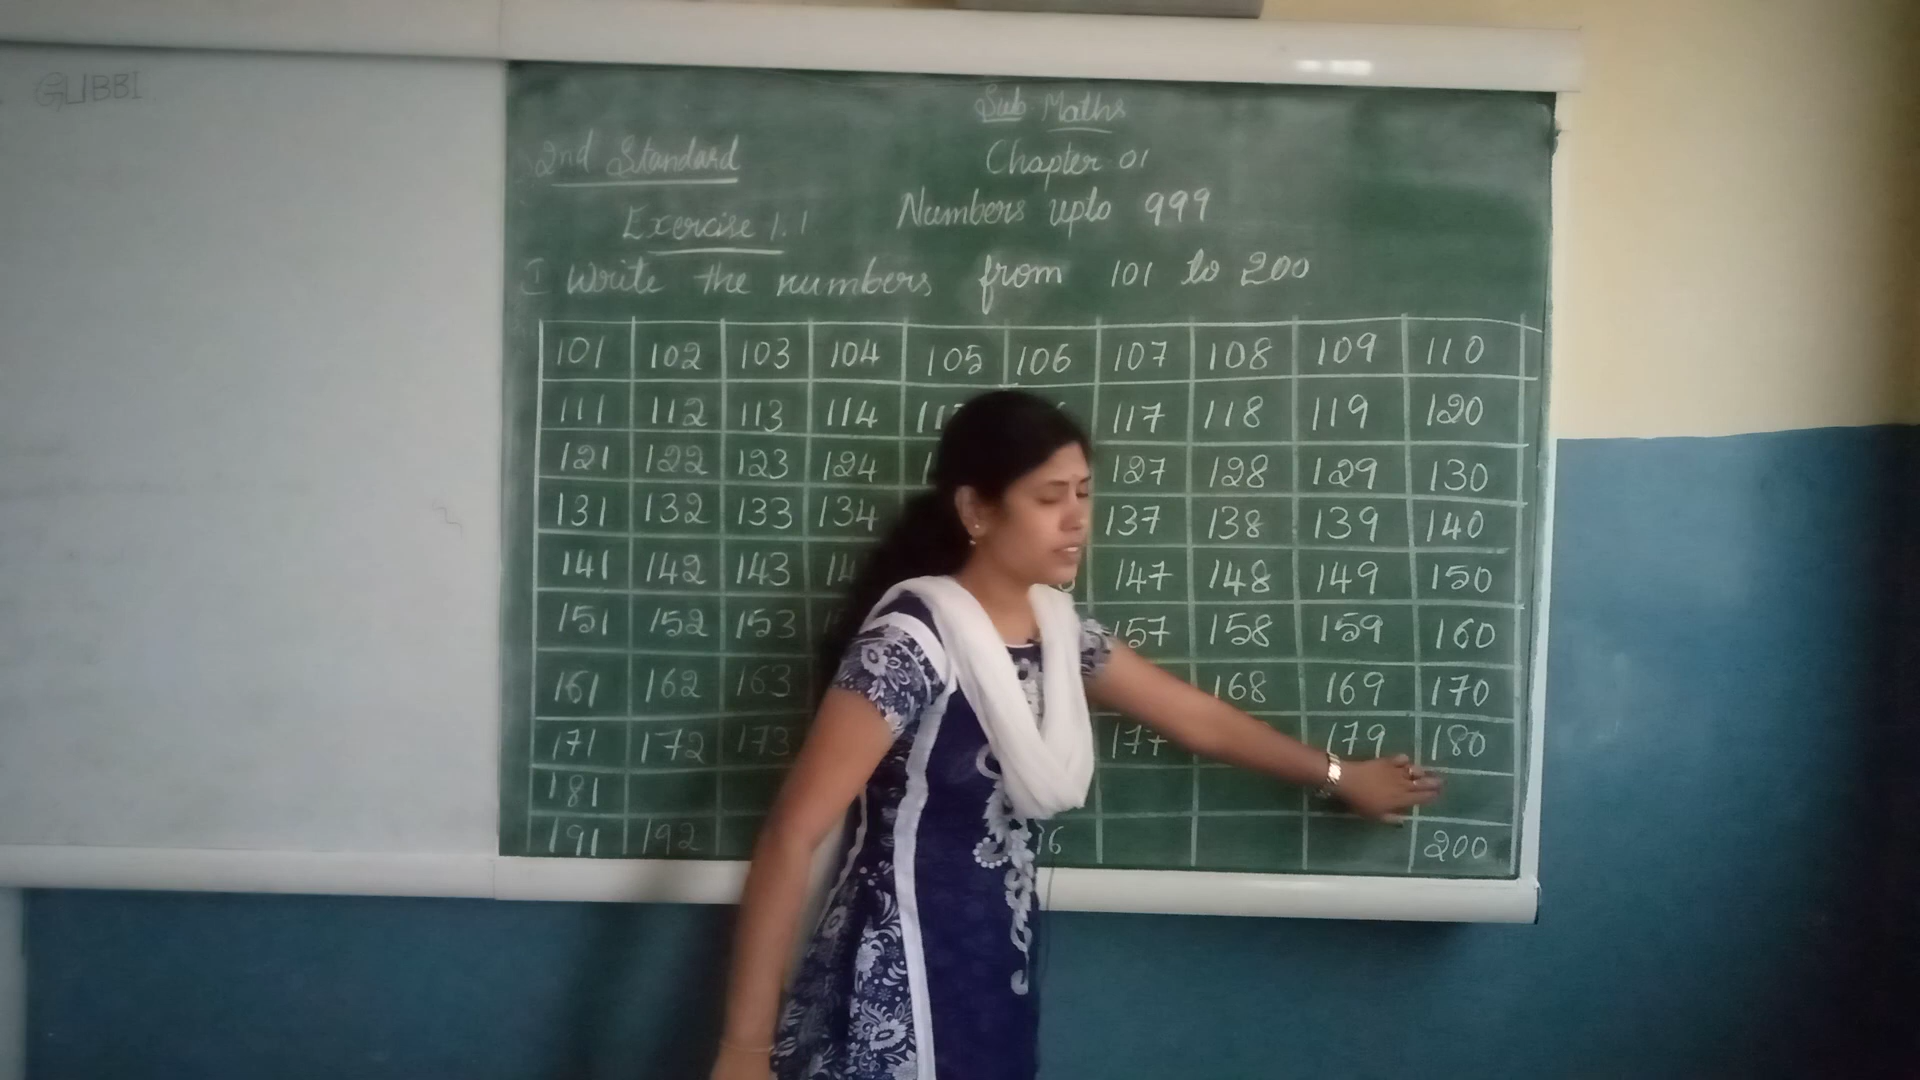 GUBBI
Sub Maths
2nd Standard
Chapter 01
Exercise 1.1
Numbers upto 999
I Write the numbers from 101 to 200
101 102 103 104 105 106 107 108 109 110
111 112 113 114 117 118 119 120
121 122 123 124 127 128 129 130
131 132 133 134 137 138 139 140
141 142 143 147 148 149 150
151 152 153 157 158 159 160
161 162 163 168 169 170
171 172 173 177 179 180
181
191 192 200